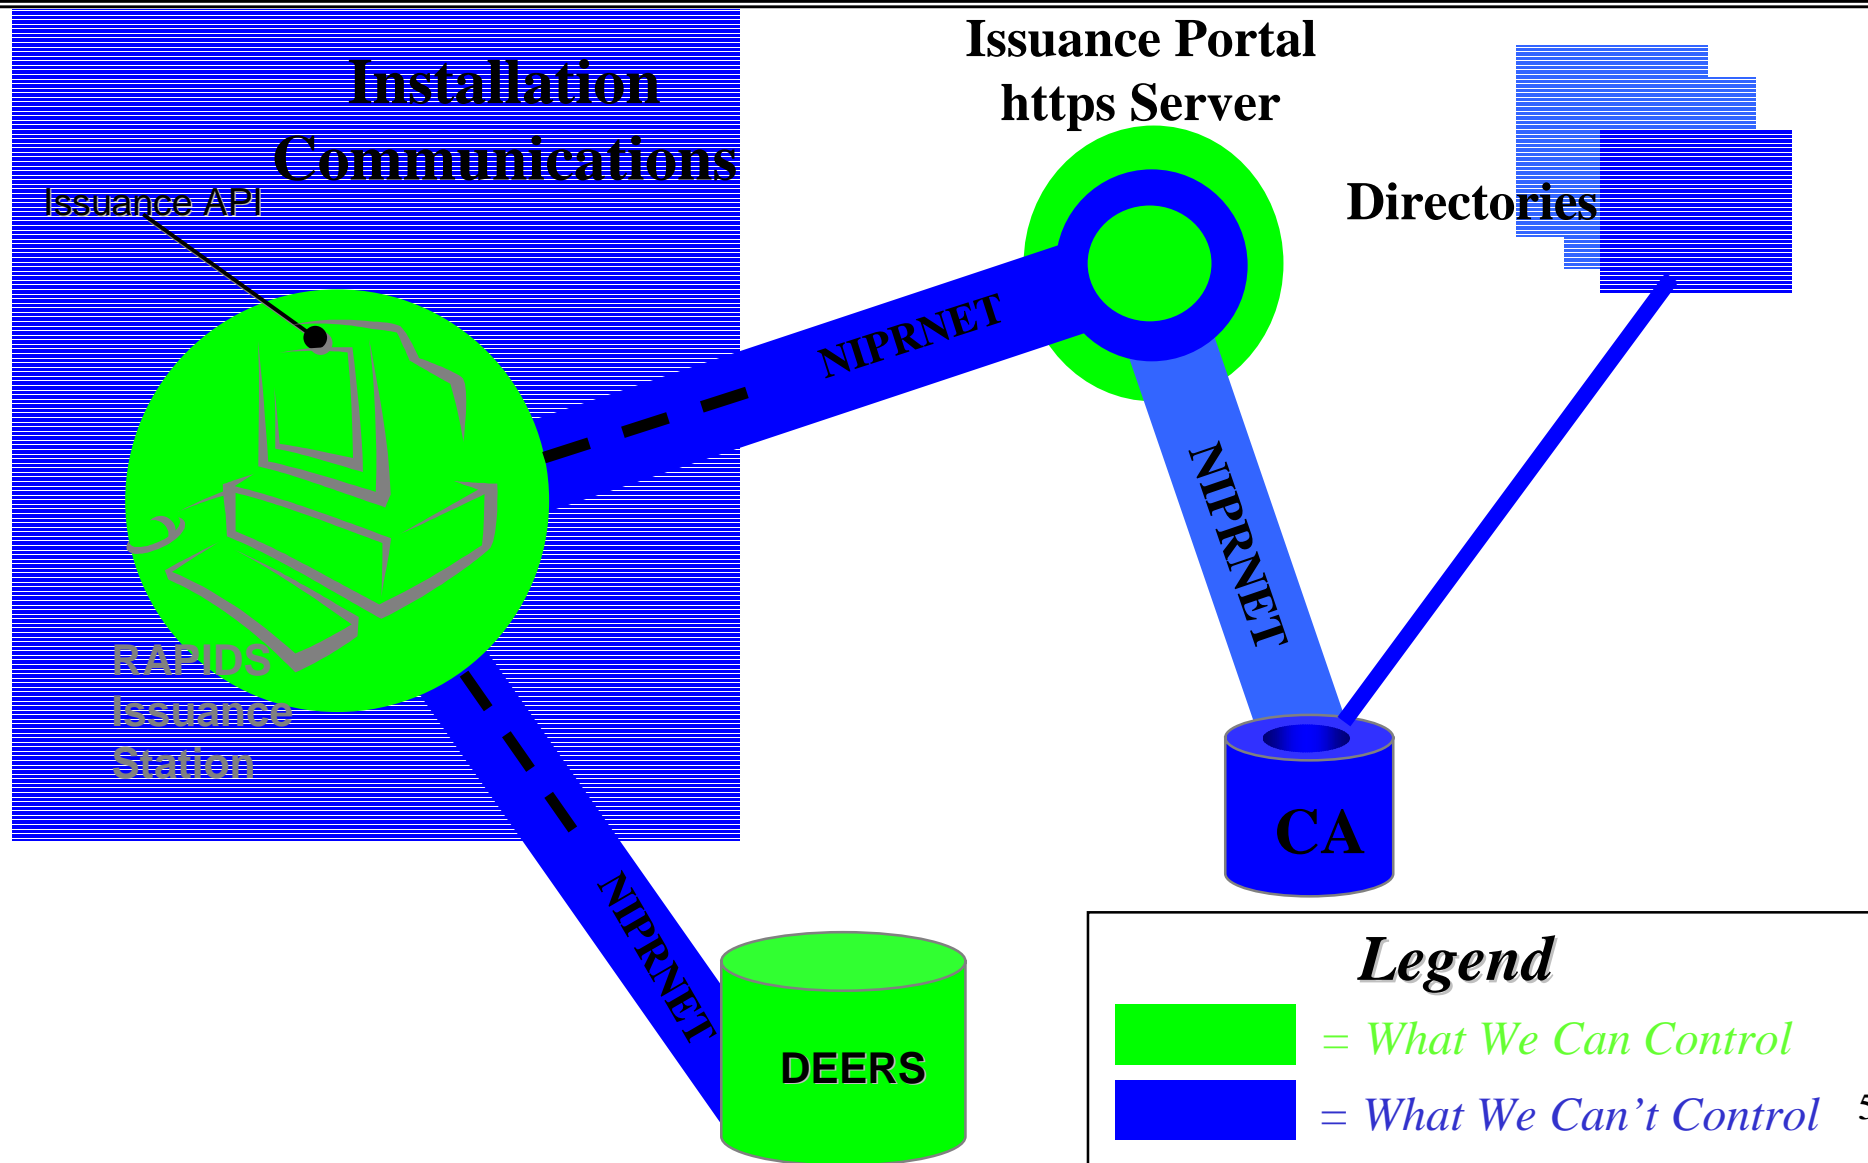 Issuance Portal
https Server
Installation
Communications
Issuance API
Directories
NIPRNET
NIPRNET
RAPIDS
Issuance
Station
CA
NIPRNET
DEERS
Legend
= What We Can Control
= What We Can't Control
5